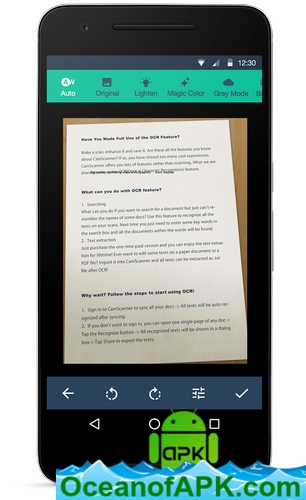 12:30
Auto
Original
Lighten
Magic Color
Gray Mode
Have You Made Full Use of the OCR Feature?
Make a scan, enhance it and save it. Are these all the features you know
about CamScanner? If so, you have missed too many cool experiences.
CamScanner offers you lots of features rather than scanning. What we are
What can you do with OCR feature?
1. Searching
What can you do if you want to search for a document but just can't re-
member the names of some docs? Use this feature to recognize all the
texts on your scans. Next time you just need to enter some key words in
the search box and all the documents within the words will be found.
2. Text extraction
Just purchase the one time paid version and you can enjoy the text extrac-
tion for lifetime! Ever want to edit some texts on a paper document or a
PDF file? Import it into CamScanner and all texts can be extracted as .txt
file after OCR!
Why wait? Follow the steps to start using OCR!
1. Sign in to CamScanner to sync all your docs -> All texts will be auto rec-
ognized after syncing.
2. If you don't want to sign in, you can open one single page of any doc->
Tap the Recognize button -> All recognized texts will be shown in a dialog
box -> Tap Share to export the texts.
APK
OceanofAPK.com